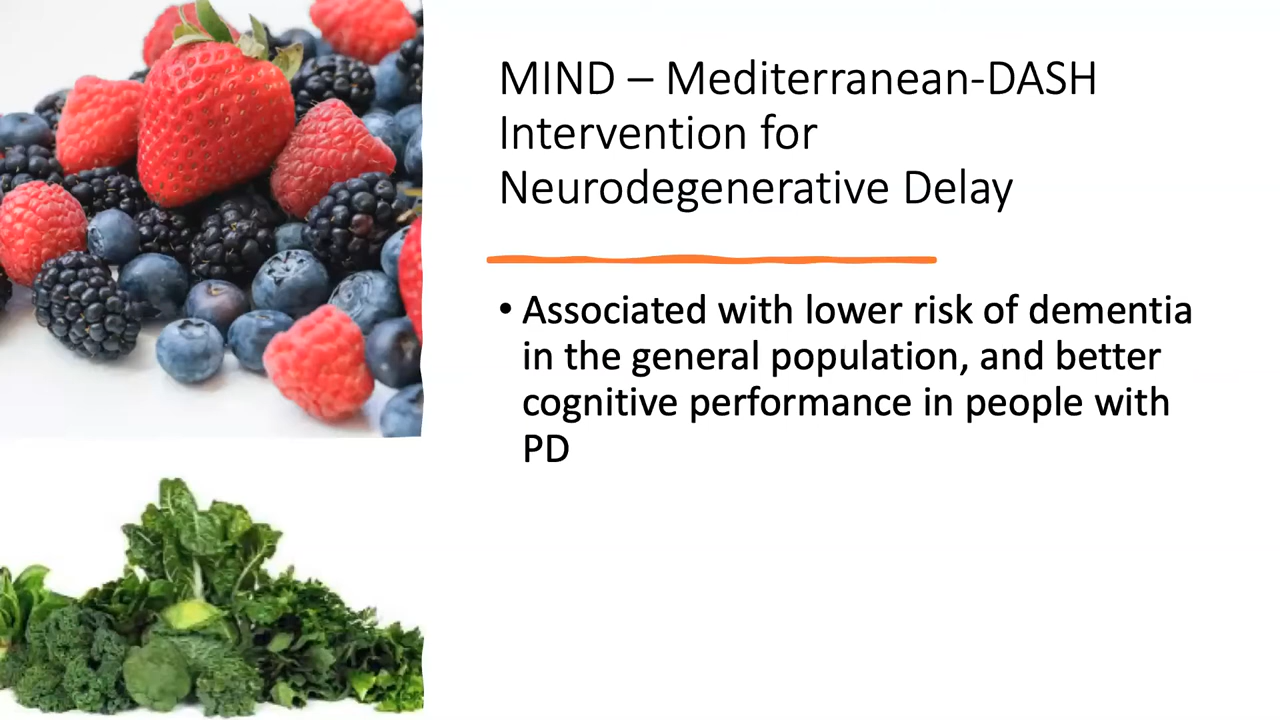 MIND – Mediterranean-DASH
Intervention for
Neurodegenerative Delay
• Associated with lower risk of dementia
in the general population, and better
cognitive performance in people with
PD